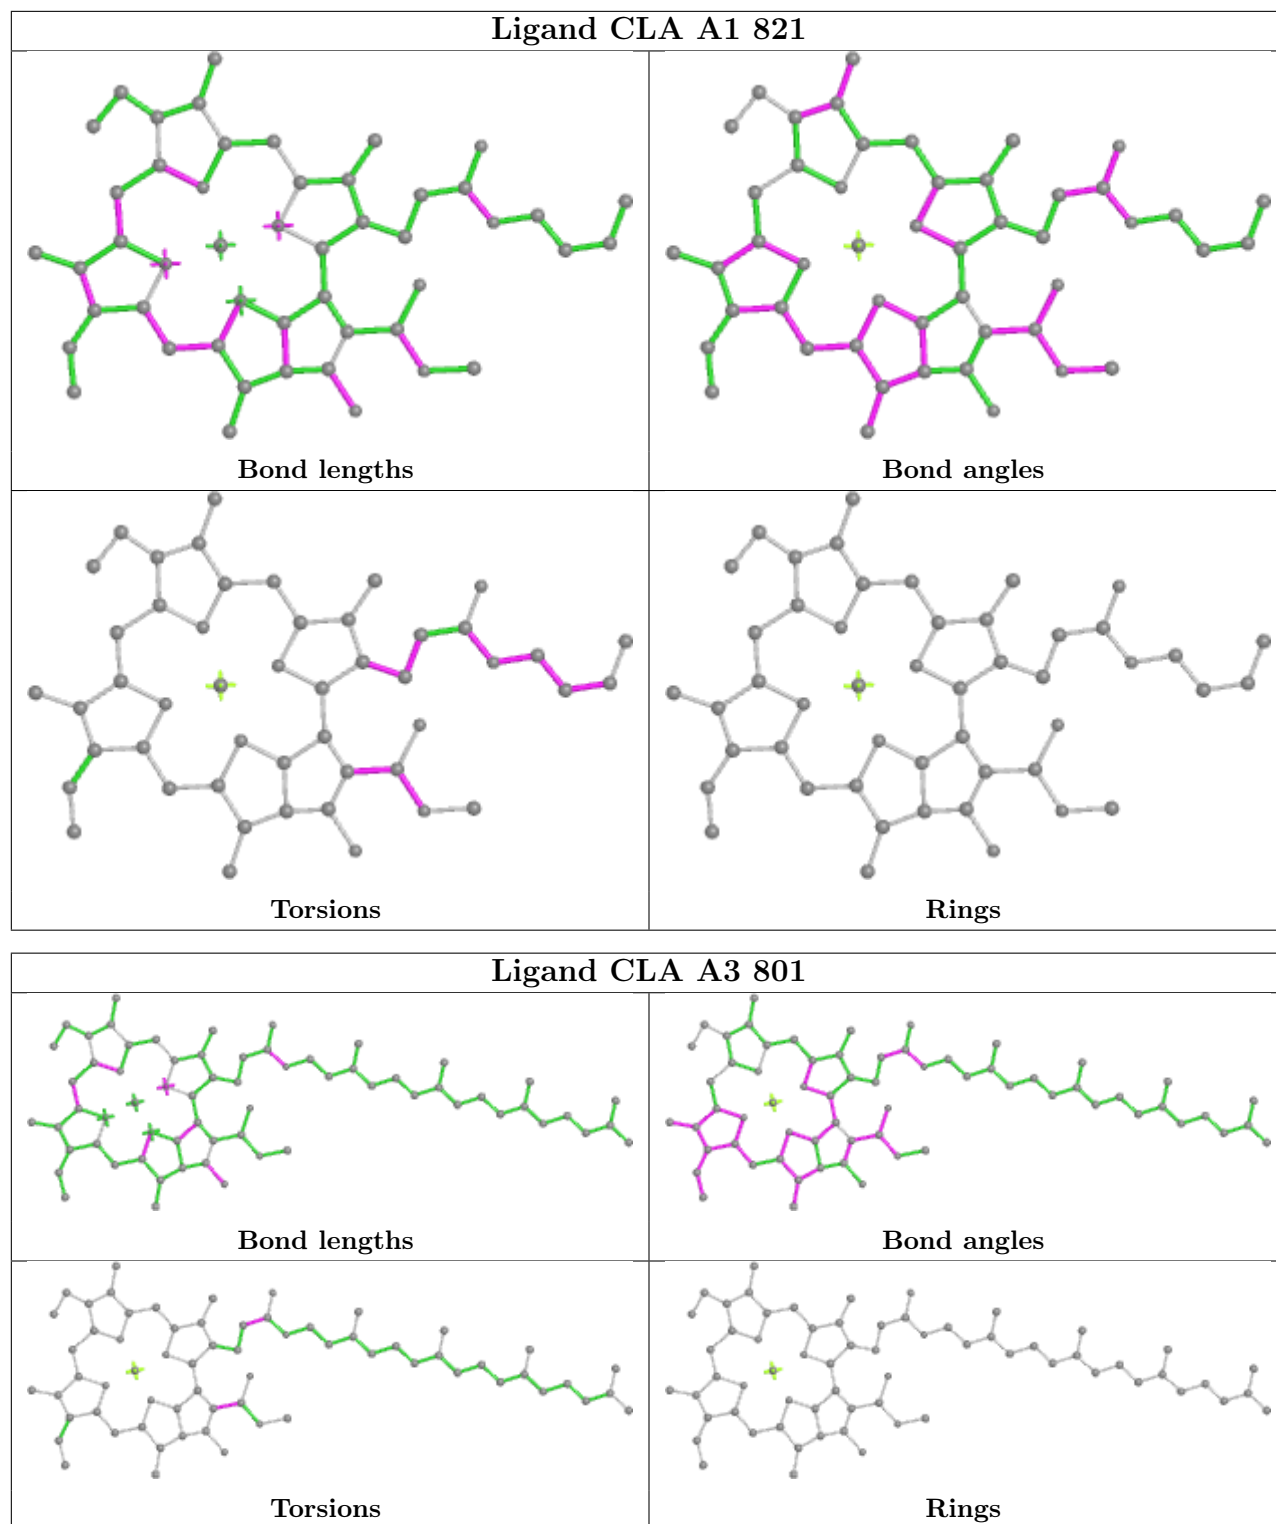 Ligand CLA A1 821
Bond lengths
Bond angles
Torsions
Rings
Ligand CLA A3 801
Bond lengths
Bond angles
Torsions
Rings